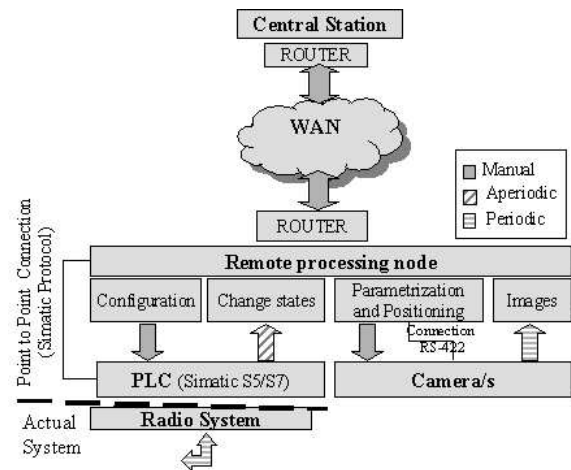 Central Station
ROUTER
WAN
Manual
Aperiodic
Periodic
ROUTER
Point to Point Connection
(Simatic Protocol)
Remote processing node
Configuration
Change states
Parametrization
and Positioning
Images
Connection
RS-422
PLC (Simatic S5/S7)
Camera/s
Actual
System
Radio System